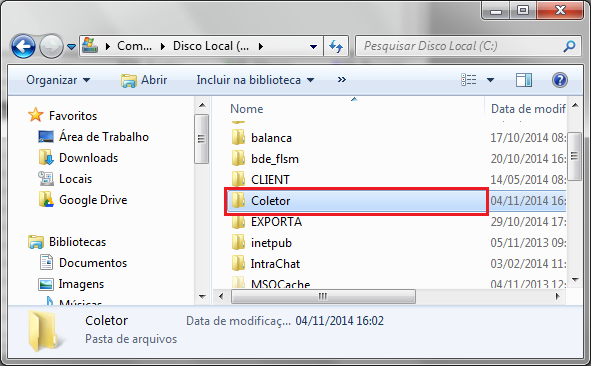 Com... Disco Local (... Pesquisar Disco Local (C:)
Organizar Abrir Incluir na biblioteca »
Favoritos
Área de Trabalho
Downloads
Locais
Google Drive
Bibliotecas
Documentos
Imagens
Músicas
Nome Data de modif
balanca 17/10/2014 08:
bde_flsm 20/10/2014 16:
CLIENT 14/05/2014 08:
Coletor 04/11/2014 16:
EXPORTA 29/10/2014 17:
inetpub 05/11/2013 09:
IntraChat 03/02/2014 11:
MSOCache 04/11/2013 12:
Coletor Data de modificaç... 04/11/2014 16:02
Pasta de arquivos